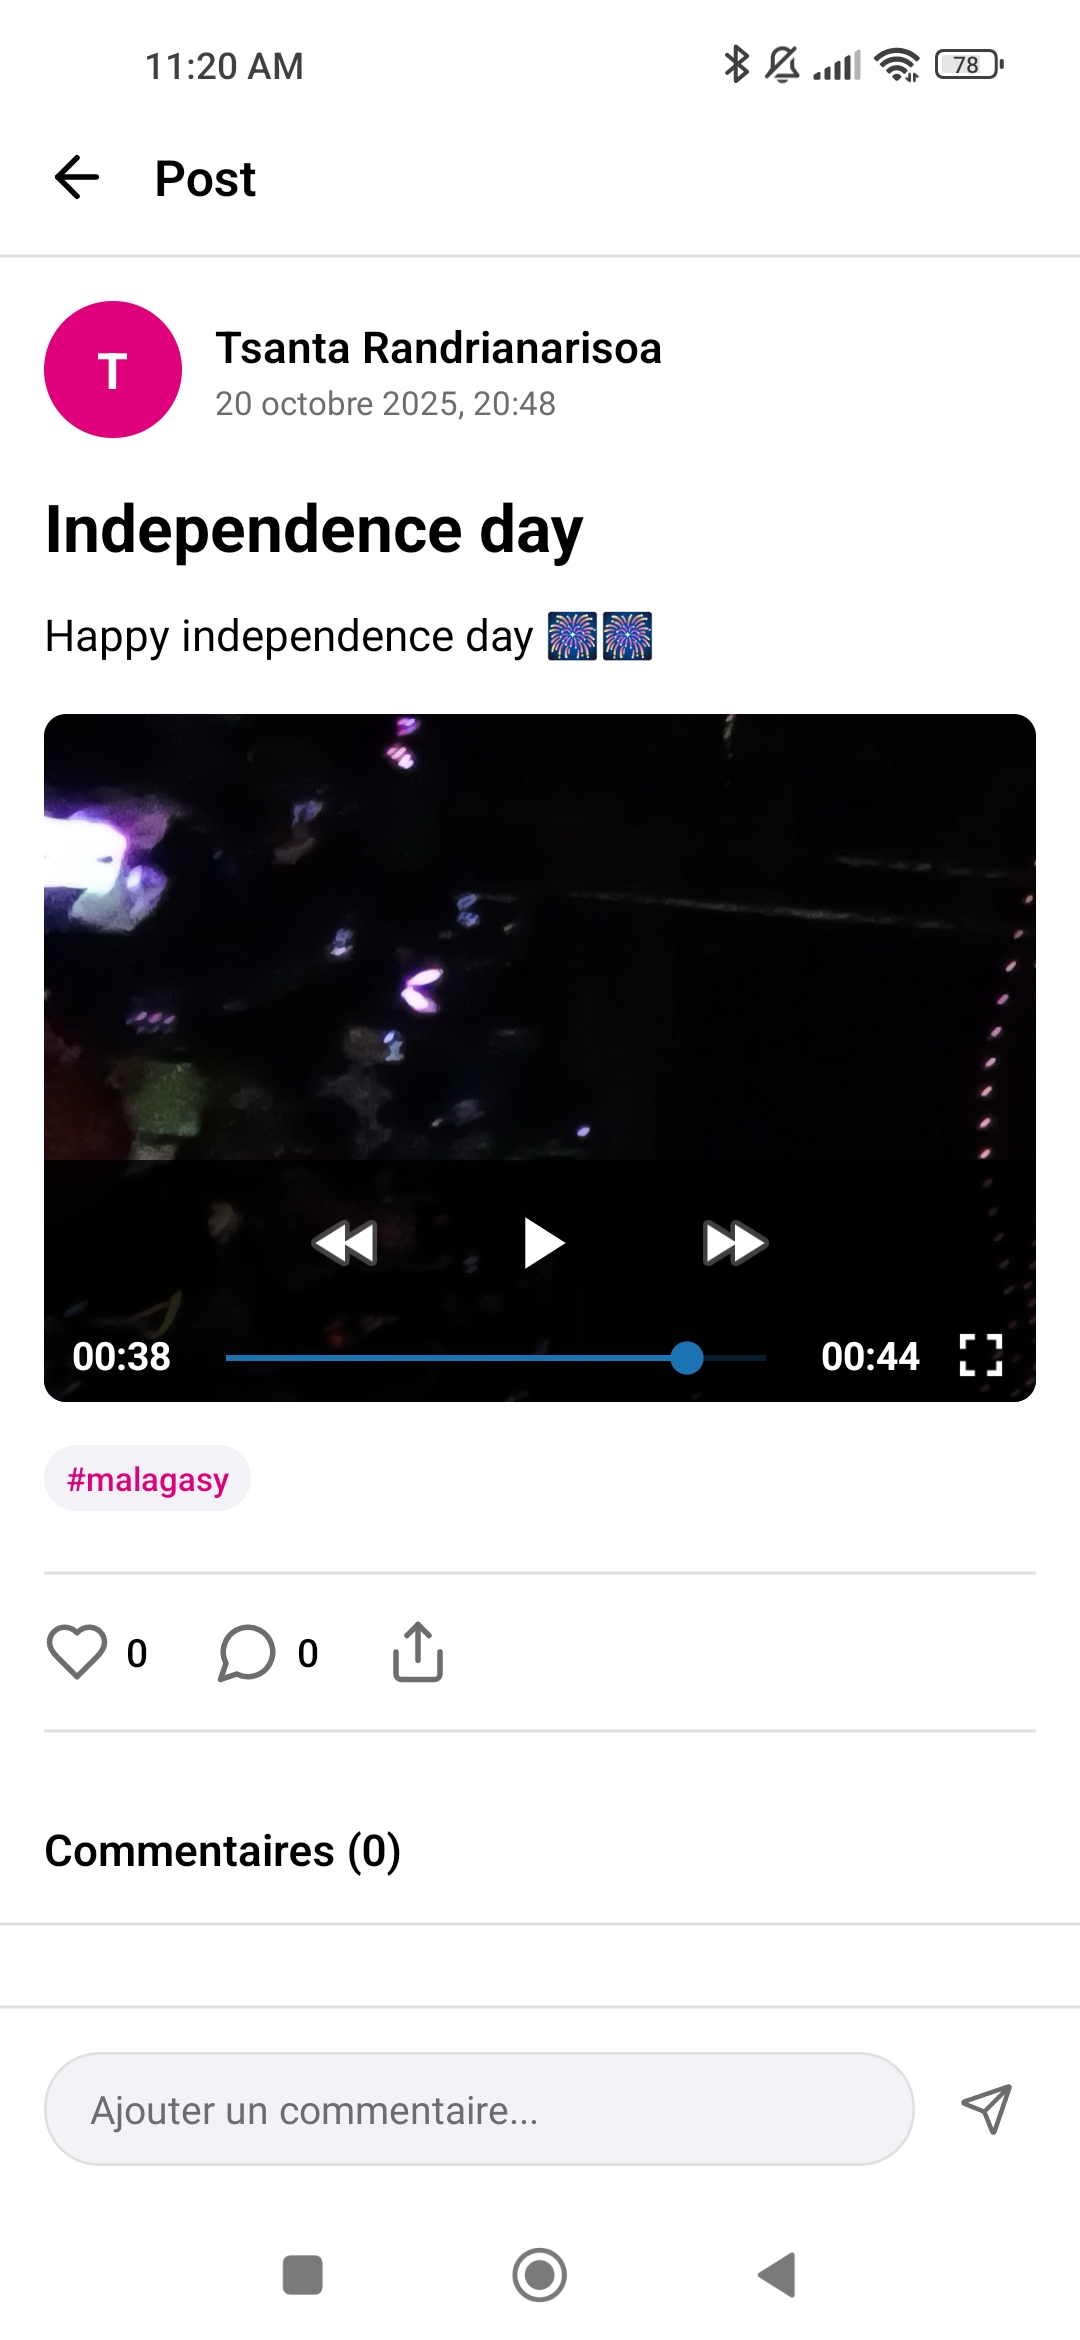 11:20 AM
78
Post
T
Tsanta Randrianarisoa
20 octobre 2025, 20:48
Independence day
Happy independence day 🎆🎆
00:38
00:44
#malagasy
0
0
Commentaires (0)
Ajouter un commentaire...